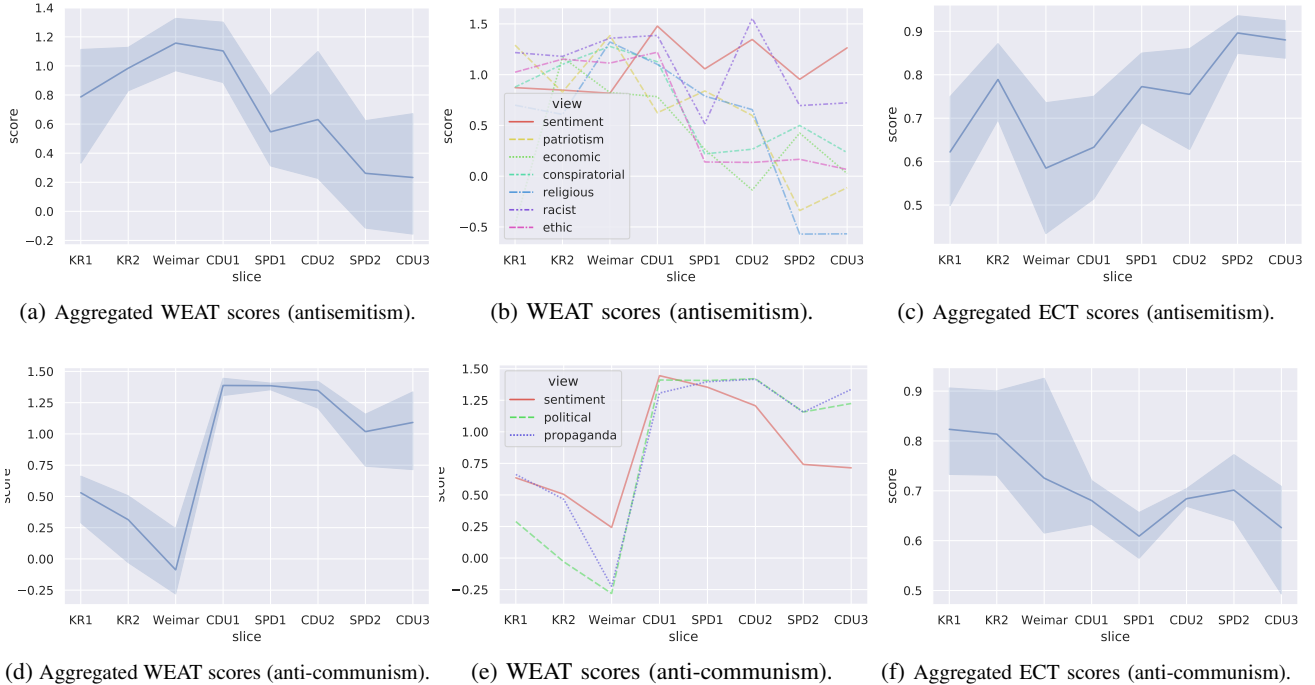 1.4
1.2
1.0
0.8
0.6
0.4
0.2
0.0
−0.2
score
KR1 KR2 Weimar CDU1 SPD1 CDU2 SPD2 CDU3
slice
(a) Aggregated WEAT scores (antisemitism).
1.5
1.0
0.5
0.0
−0.5
score
view
sentiment
patriotism
economic
conspiratorial
religious
racist
ethic
KR1 KR2 Weimar CDU1 SPD1 CDU2 SPD2 CDU3
slice
(b) WEAT scores (antisemitism).
0.9
0.8
0.7
0.6
0.5
score
KR1 KR2 Weimar CDU1 SPD1 CDU2 SPD2 CDU3
slice
(c) Aggregated ECT scores (antisemitism).
1.50
1.25
1.00
0.75
0.50
0.25
0.00
−0.25
score
KR1 KR2 Weimar CDU1 SPD1 CDU2 SPD2 CDU3
slice
(d) Aggregated WEAT scores (anti-communism).
1.50
1.25
1.00
0.75
0.50
0.25
0.00
−0.25
score
view
sentiment
political
propaganda
KR1 KR2 Weimar CDU1 SPD1 CDU2 SPD2 CDU3
slice
(e) WEAT scores (anti-communism).
0.9
0.8
0.7
0.6
0.5
score
KR1 KR2 Weimar CDU1 SPD1 CDU2 SPD2 CDU3
slice
(f) Aggregated ECT scores (anti-communism).